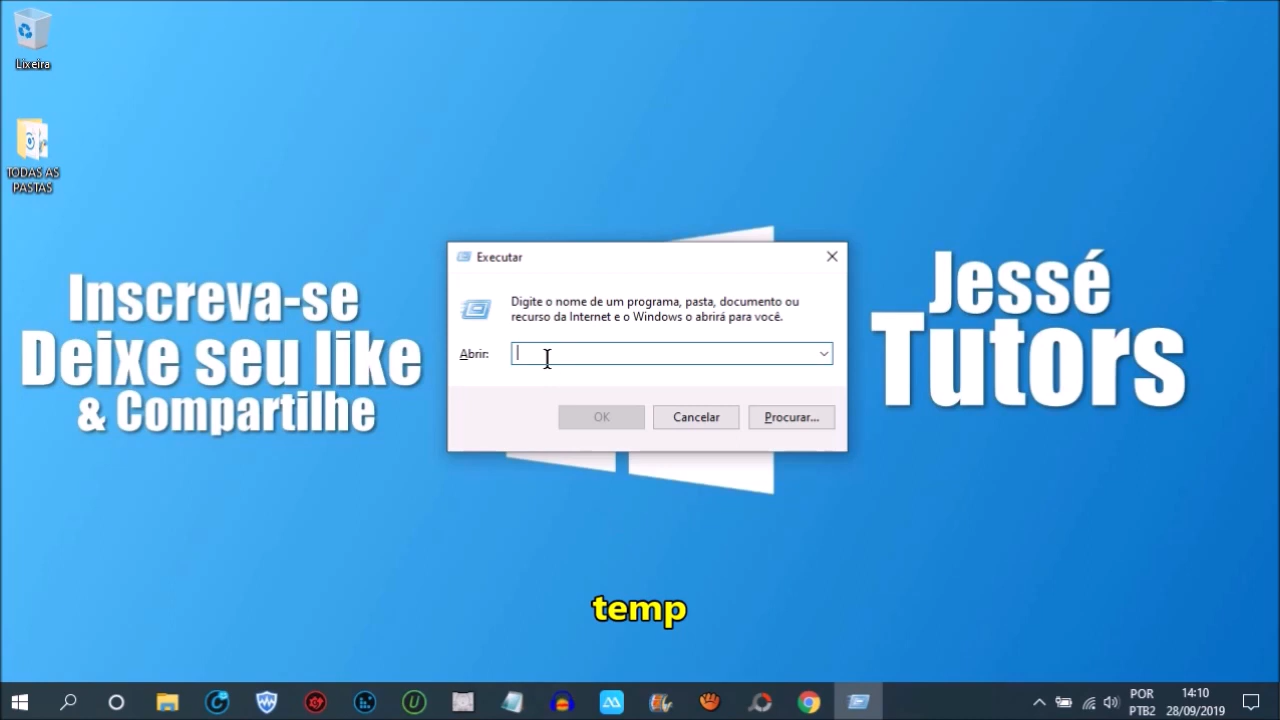 Lixeira
TODAS AS
PASTAS
Inscreva-se
Deixe seu like
& Compartilhe
Executar
Digite o nome de um programa, pasta, documento ou
recurso da Internet e o Windows o abrirá para você.
Abrir:
OK
Cancelar
Procurar...
Jessé
Tutors
temp
POR
PTB2
14:10
28/09/2019